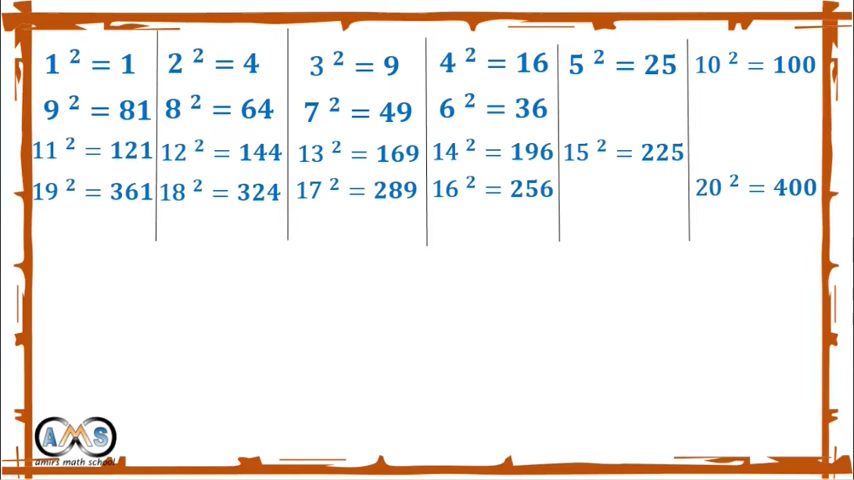 1 ² = 1 2 ² = 4 3 ² = 9 4 ² = 16 5 ² = 25 10 ² = 100
9 ² = 81 8 ² = 64 7 ² = 49 6 ² = 36
11 ² = 121 12 ² = 144 13 ² = 169 14 ² = 196 15 ² = 225
19 ² = 361 18 ² = 324 17 ² = 289 16 ² = 256 20 ² = 400
AMS
amirs math school